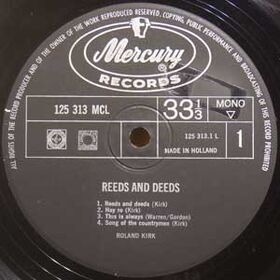 ALL RIGHTS OF THE RECORD PRODUCER AND OF THE OWNER OF THE WORK REPRODUCED RESERVED. COPYING, PUBLIC PERFORMANCE AND BROADCASTING OF THIS RECORD PROHIBITED
Mercury
RECORDS
125 313 MCL
33 1/3
MONO
125 313.1 L
MADE IN HOLLAND
1
REEDS AND DEEDS
1. Reeds and deeds (Kirk)
2. Hay ro (Kirk)
3. This is always (Warren/Gordon)
4. Song of the countrymen (Kirk)
ROLAND KIRK